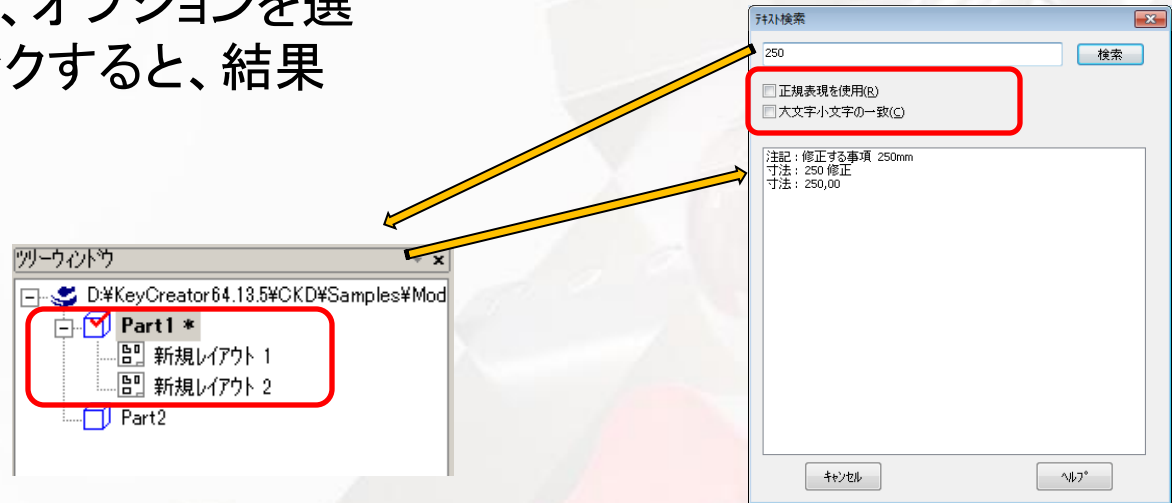 、オプションを選
クすると、結果
テキスト検索
250
検索
正規表現を使用(R)
大文字小文字の一致(C)
注記 : 修正する事項 250mm
寸法 : 250 修正
寸法 : 250,00
キャンセル
ヘルプ
ツリーウィンドウ
D:¥KeyCreator64.13.5¥CKD¥Samples¥Mod
Part1 *
新規レイアウト 1
新規レイアウト 2
Part2